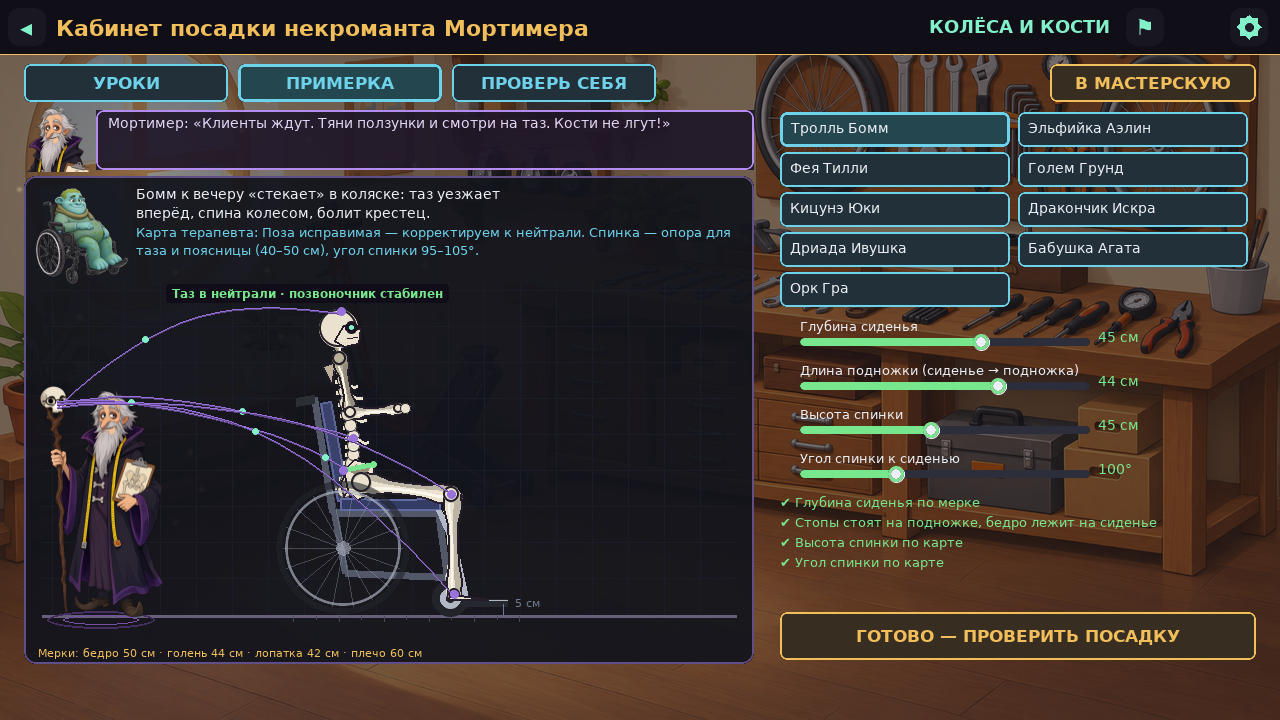 Кабинет посадки некроманта Мортимера
КОЛЁСА И КОСТИ
УРОКИ
ПРИМЕРКА
ПРОВЕРЬ СЕБЯ
В МАСТЕРСКУЮ
Мортимер: «Клиенты ждут. Тяни ползунки и смотри на таз. Кости не лгут!»
Бомм к вечеру «стекает» в коляске: таз уезжает
вперёд, спина колесом, болит крестец.
Карта терапевта: Поза исправимая — корректируем к нейтрали. Спинка — опора для
таза и поясницы (40–50 см), угол спинки 95–105°.
Таз в нейтрали · позвоночник стабилен
5 см
Мерки: бедро 50 см · голень 44 см · лопатка 42 см · плечо 60 см
Тролль Бомм
Эльфийка Аэлин
Фея Тилли
Голем Грунд
Кицунэ Юки
Дракончик Искра
Дриада Ивушка
Бабушка Агата
Орк Гра
Глубина сиденья
45 см
Длина подножки (сиденье → подножка)
44 см
Высота спинки
45 см
Угол спинки к сиденью
100°
✔ Глубина сиденья по мерке
✔ Стопы стоят на подножке, бедро лежит на сиденье
✔ Высота спинки по карте
✔ Угол спинки по карте
ГОТОВО — ПРОВЕРИТЬ ПОСАДКУ